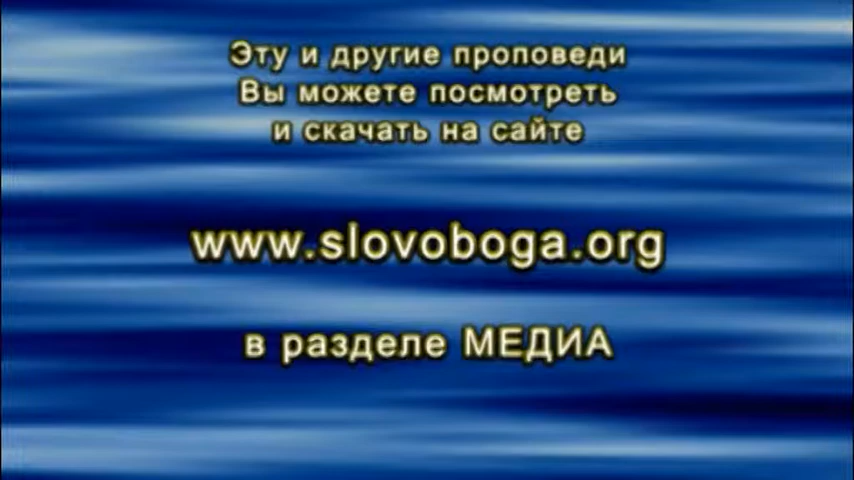 Эту и другие проповеди
Вы можете посмотреть
и скачать на сайте
www.slovoboga.org
в разделе МЕДИА